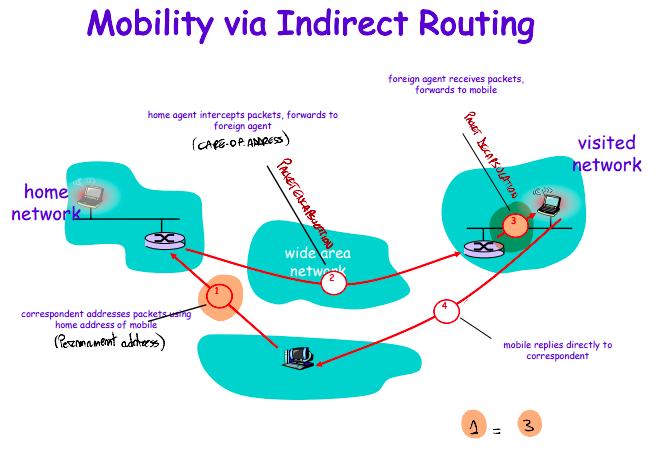 Mobility via Indirect Routing
foreign agent receives packets,
forwards to mobile
home agent intercepts packets, forwards to
foreign agent
(CARE-OF-ADDRESS)
PACKET ENCAPSULATION
PACKET DECAPSULATION
visited
network
home
network
wide area
network
1
2
3
4
correspondent addresses packets using
home address of mobile
(Permanent address)
mobile replies directly to
correspondent
1 = 3